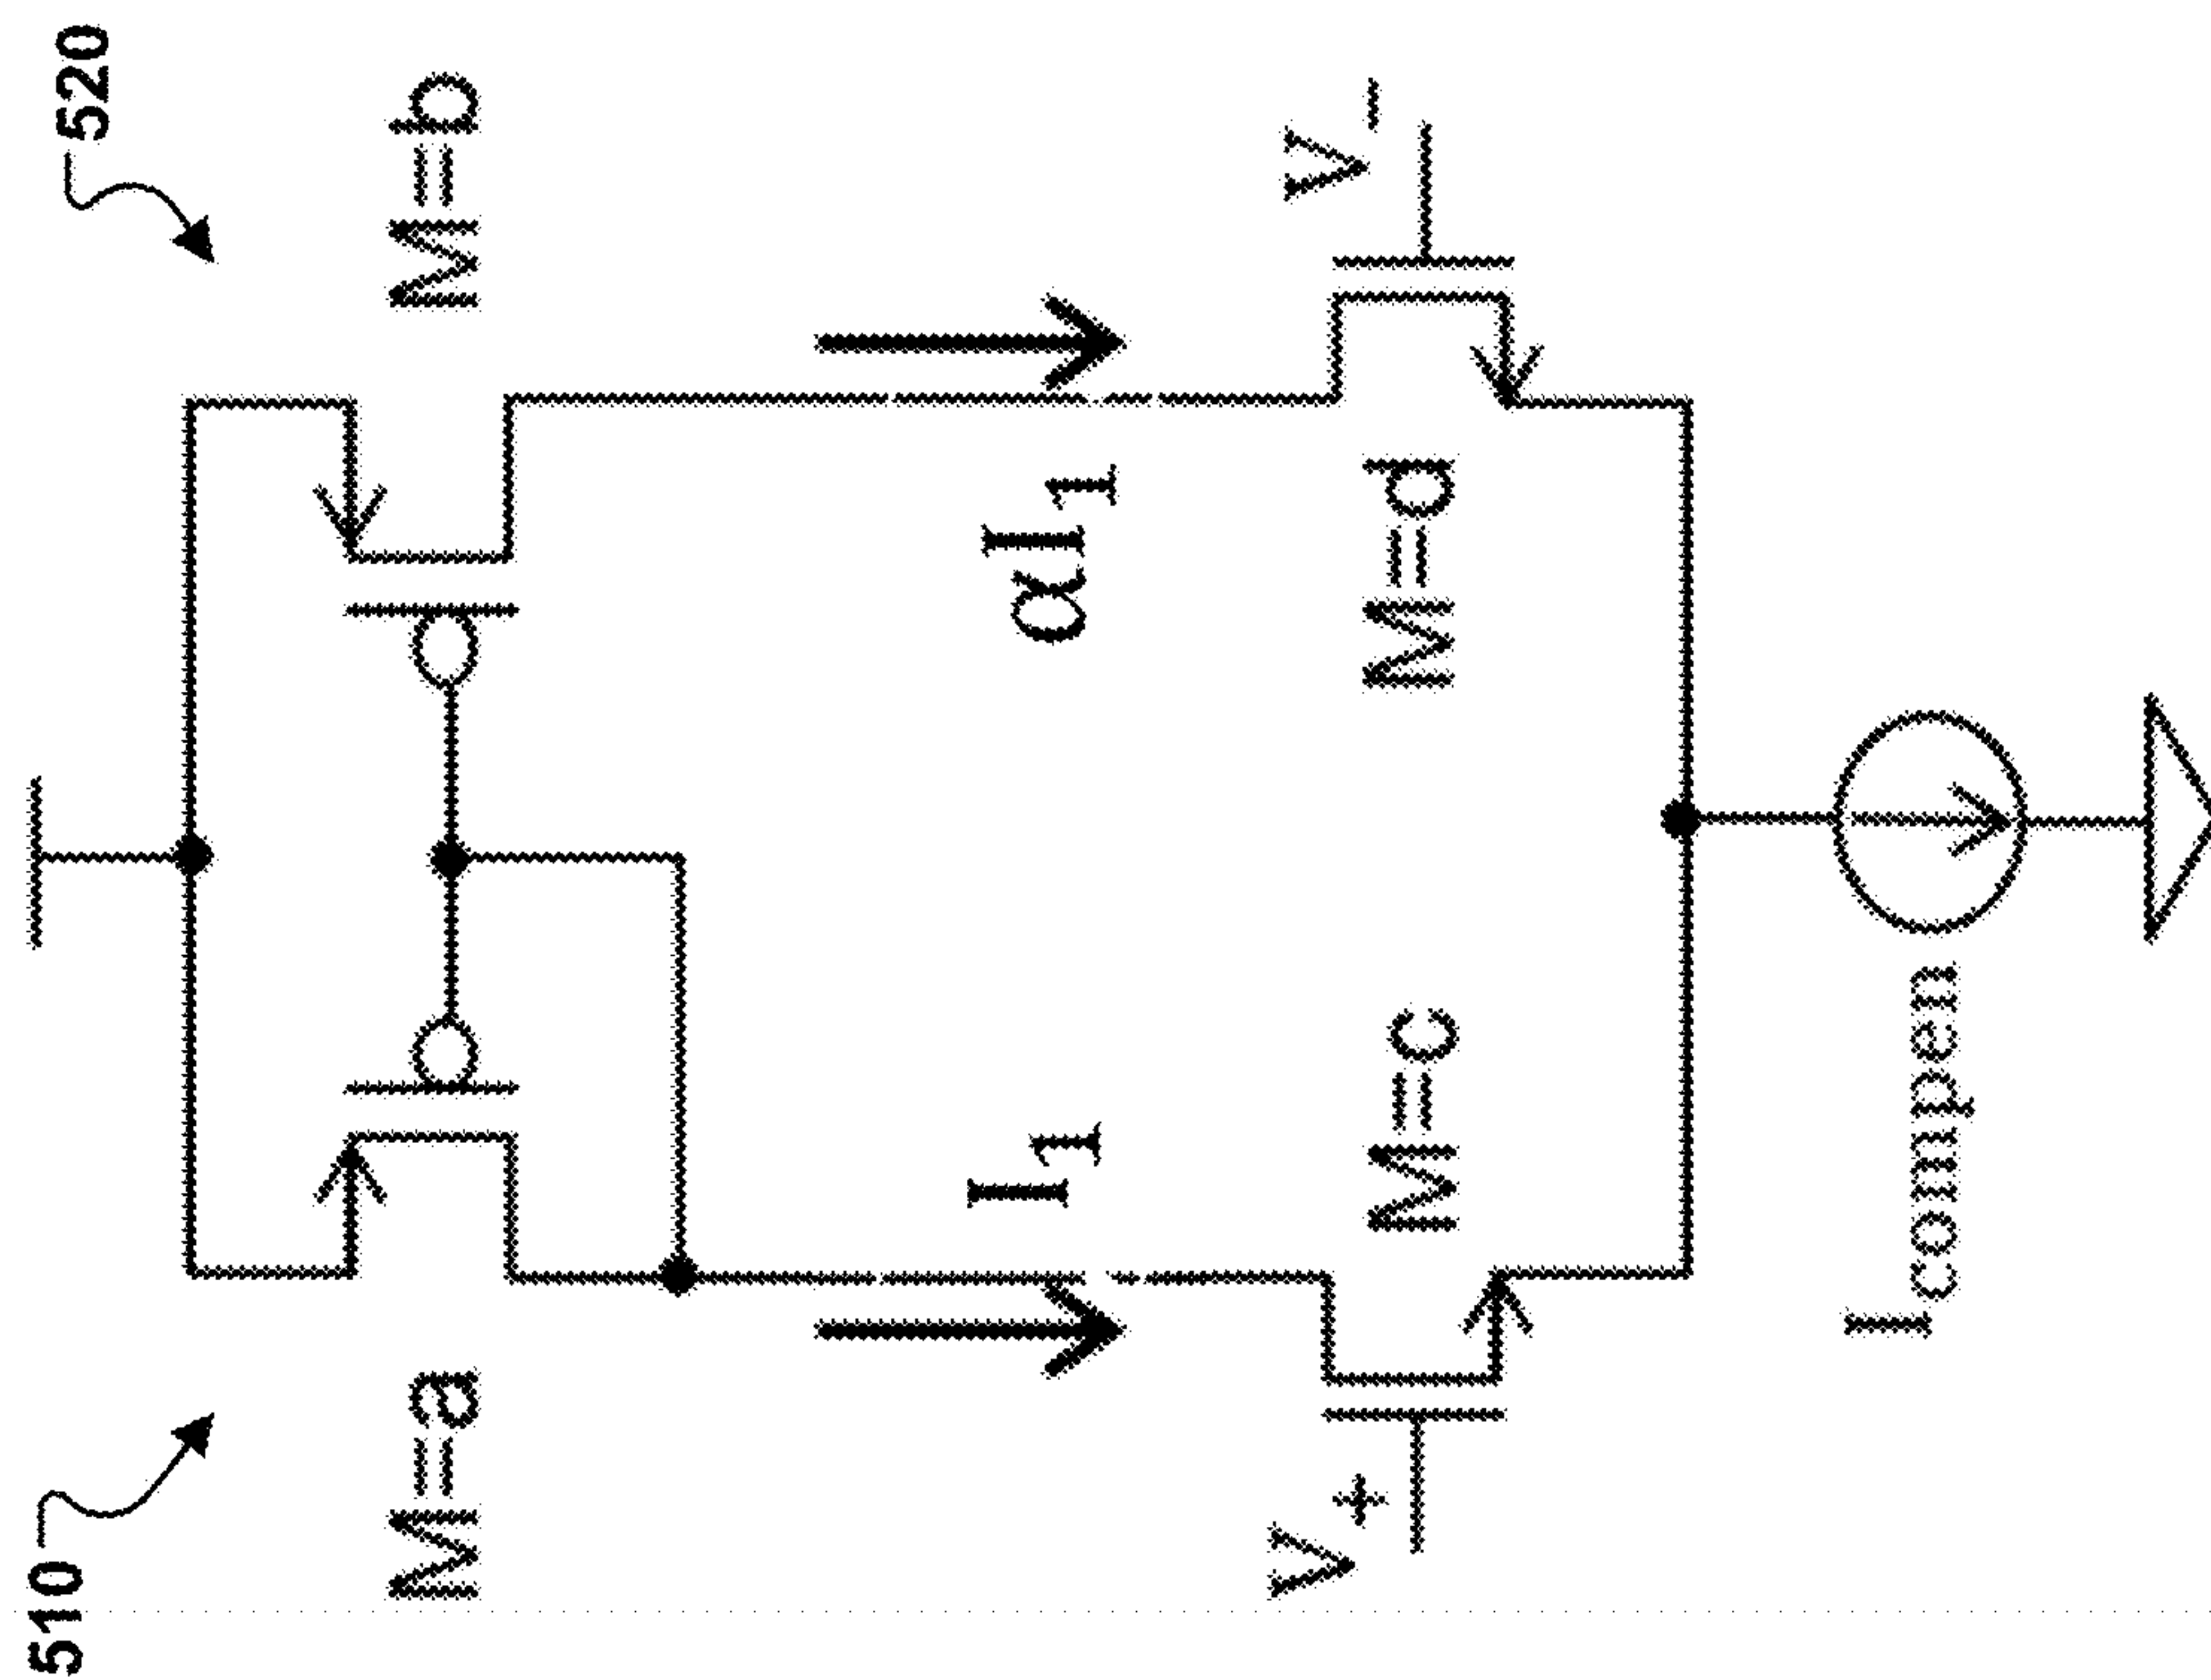 510
520
M=a
M=b
I1
αI1
V+
M=c
M=d
V−
Icompen